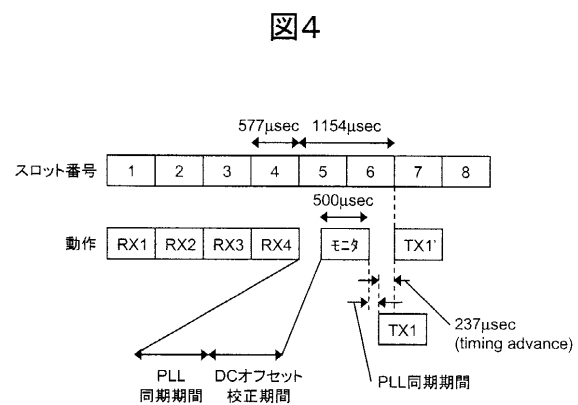 図4
577μsec 1154μsec
スロット番号 1 2 3 4 5 6 7 8
500μsec
動作 RX1 RX2 RX3 RX4 モニタ TX1'
TX1 237μsec
(timing advance)
PLL DCオフセット PLL同期期間
同期期間 校正期間